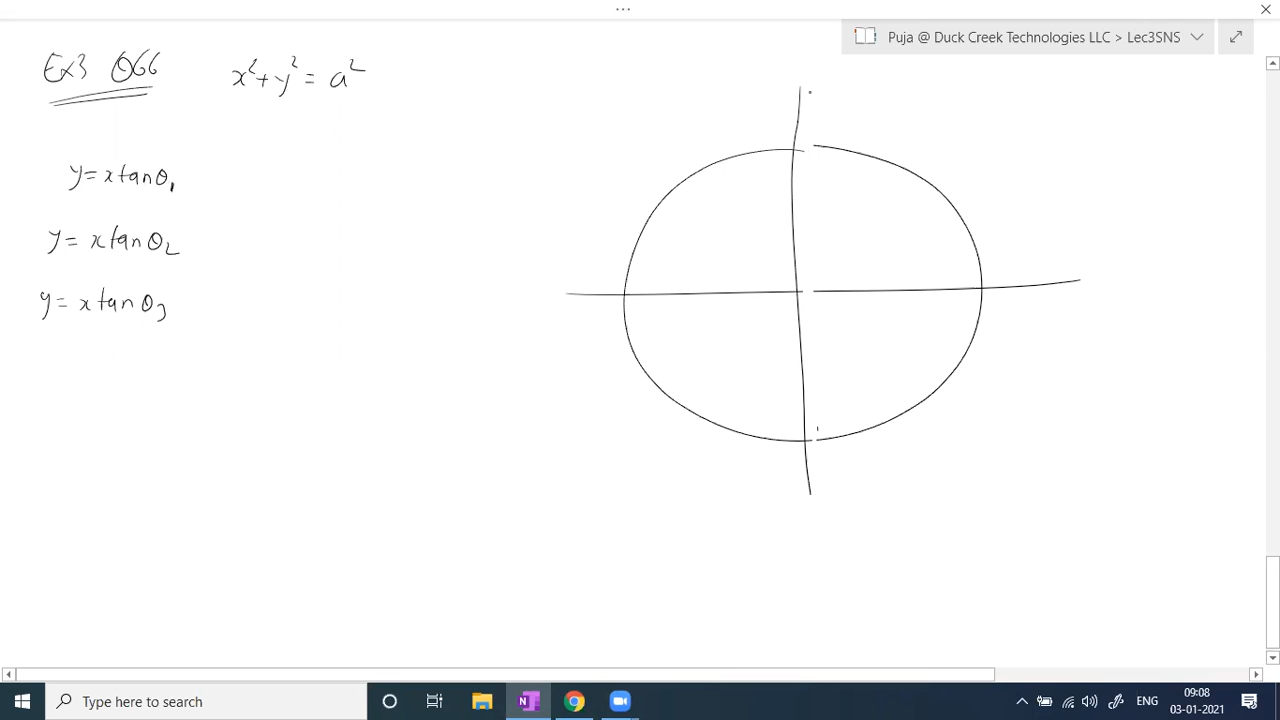 ...
Puja @ Duck Creek Technologies LLC > Lec3SNS
Ex3 Q66 x² + y² = a²
y = x tan θ₁
y = x tan θ₂
y = x tan θ₃
Type here to search
N
ENG
09:08
03-01-2021